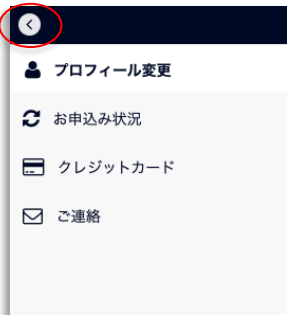 プロフィール変更
お申込み状況
クレジットカード
ご連絡